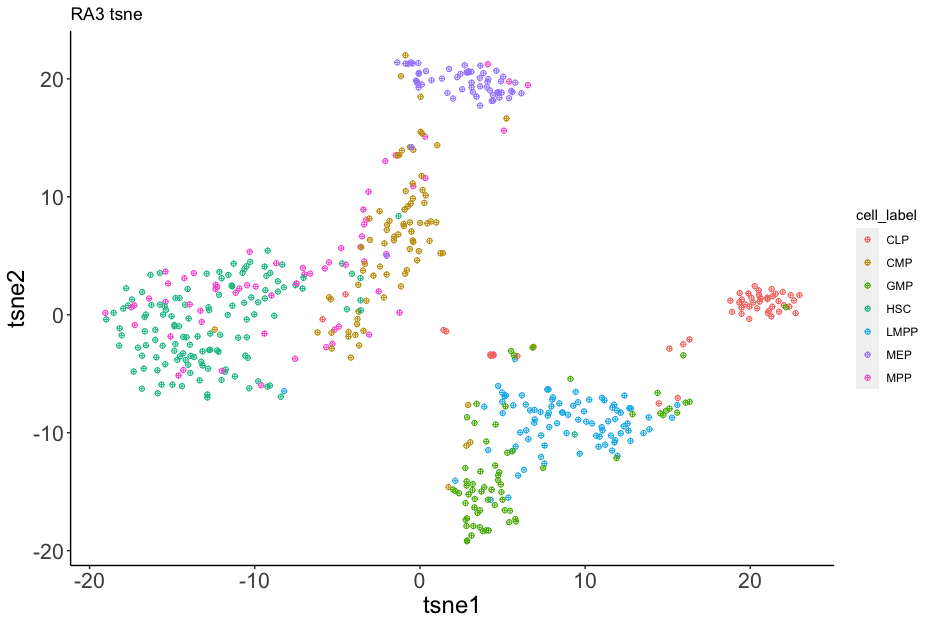 RA3 tsne
tsne2
20
10
0
-10
-20
-20
-10
0
10
20
tsne1
cell_label
CLP
CMP
GMP
HSC
LMPP
MEP
MPP